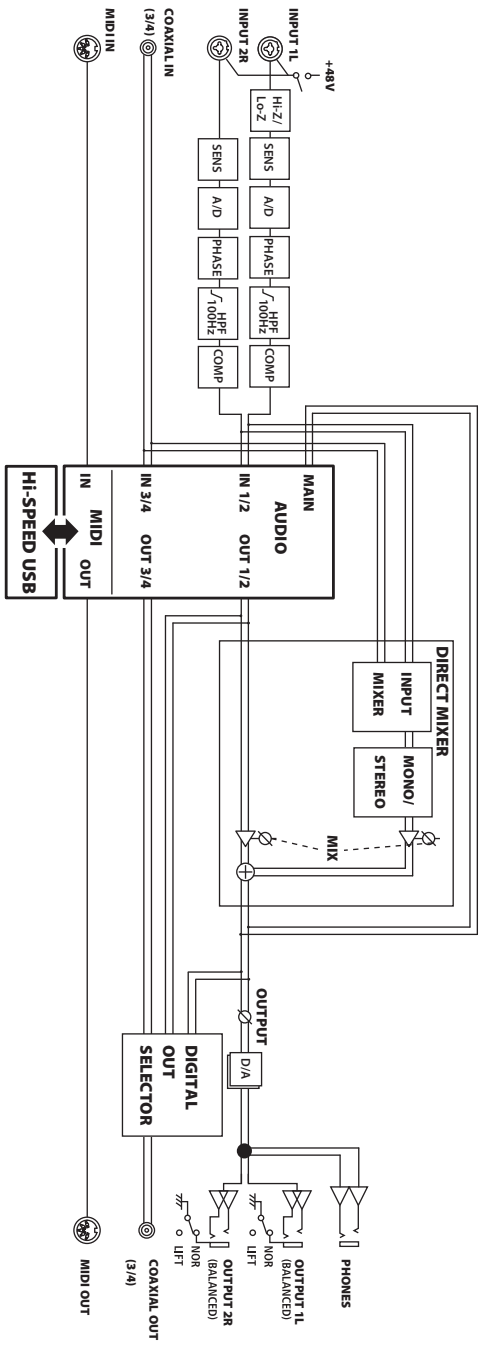 +48V
INPUT 1L
Hi-Z/
Lo-Z
SENS
A/D
PHASE
HPF
100Hz
COMP
INPUT 2R
SENS
A/D
PHASE
HPF
100Hz
COMP
COAXIAL IN
(3/4)
MIDI IN
MAIN
AUDIO
IN 1/2
OUT 1/2
IN 3/4
OUT 3/4
MIDI
IN
OUT
Hi-SPEED USB
DIRECT MIXER
INPUT
MIXER
MONO/
STEREO
MIX
OUTPUT
D/A
DIGITAL
OUT
SELECTOR
PHONES
OUTPUT 1L
(BALANCED)
NOR
LIFT
OUTPUT 2R
(BALANCED)
NOR
LIFT
COAXIAL OUT
(3/4)
MIDI OUT